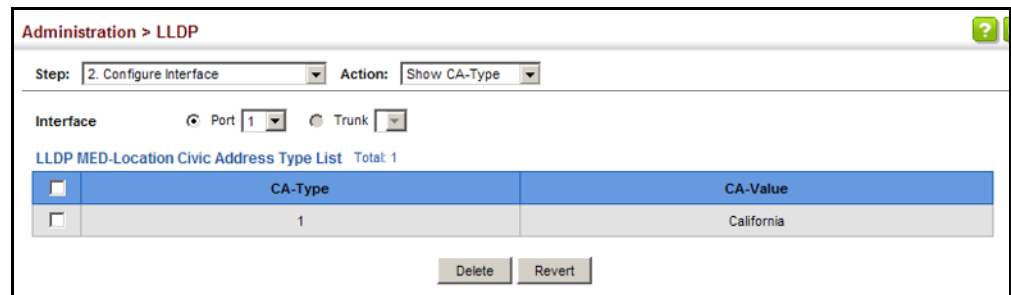 Administration > LLDP
?
Step: 2. Configure Interface Action: Show CA-Type
Interface Port 1 Trunk
LLDP MED-Location Civic Address Type List Total: 1
CA-Type CA-Value
1 California
Delete Revert